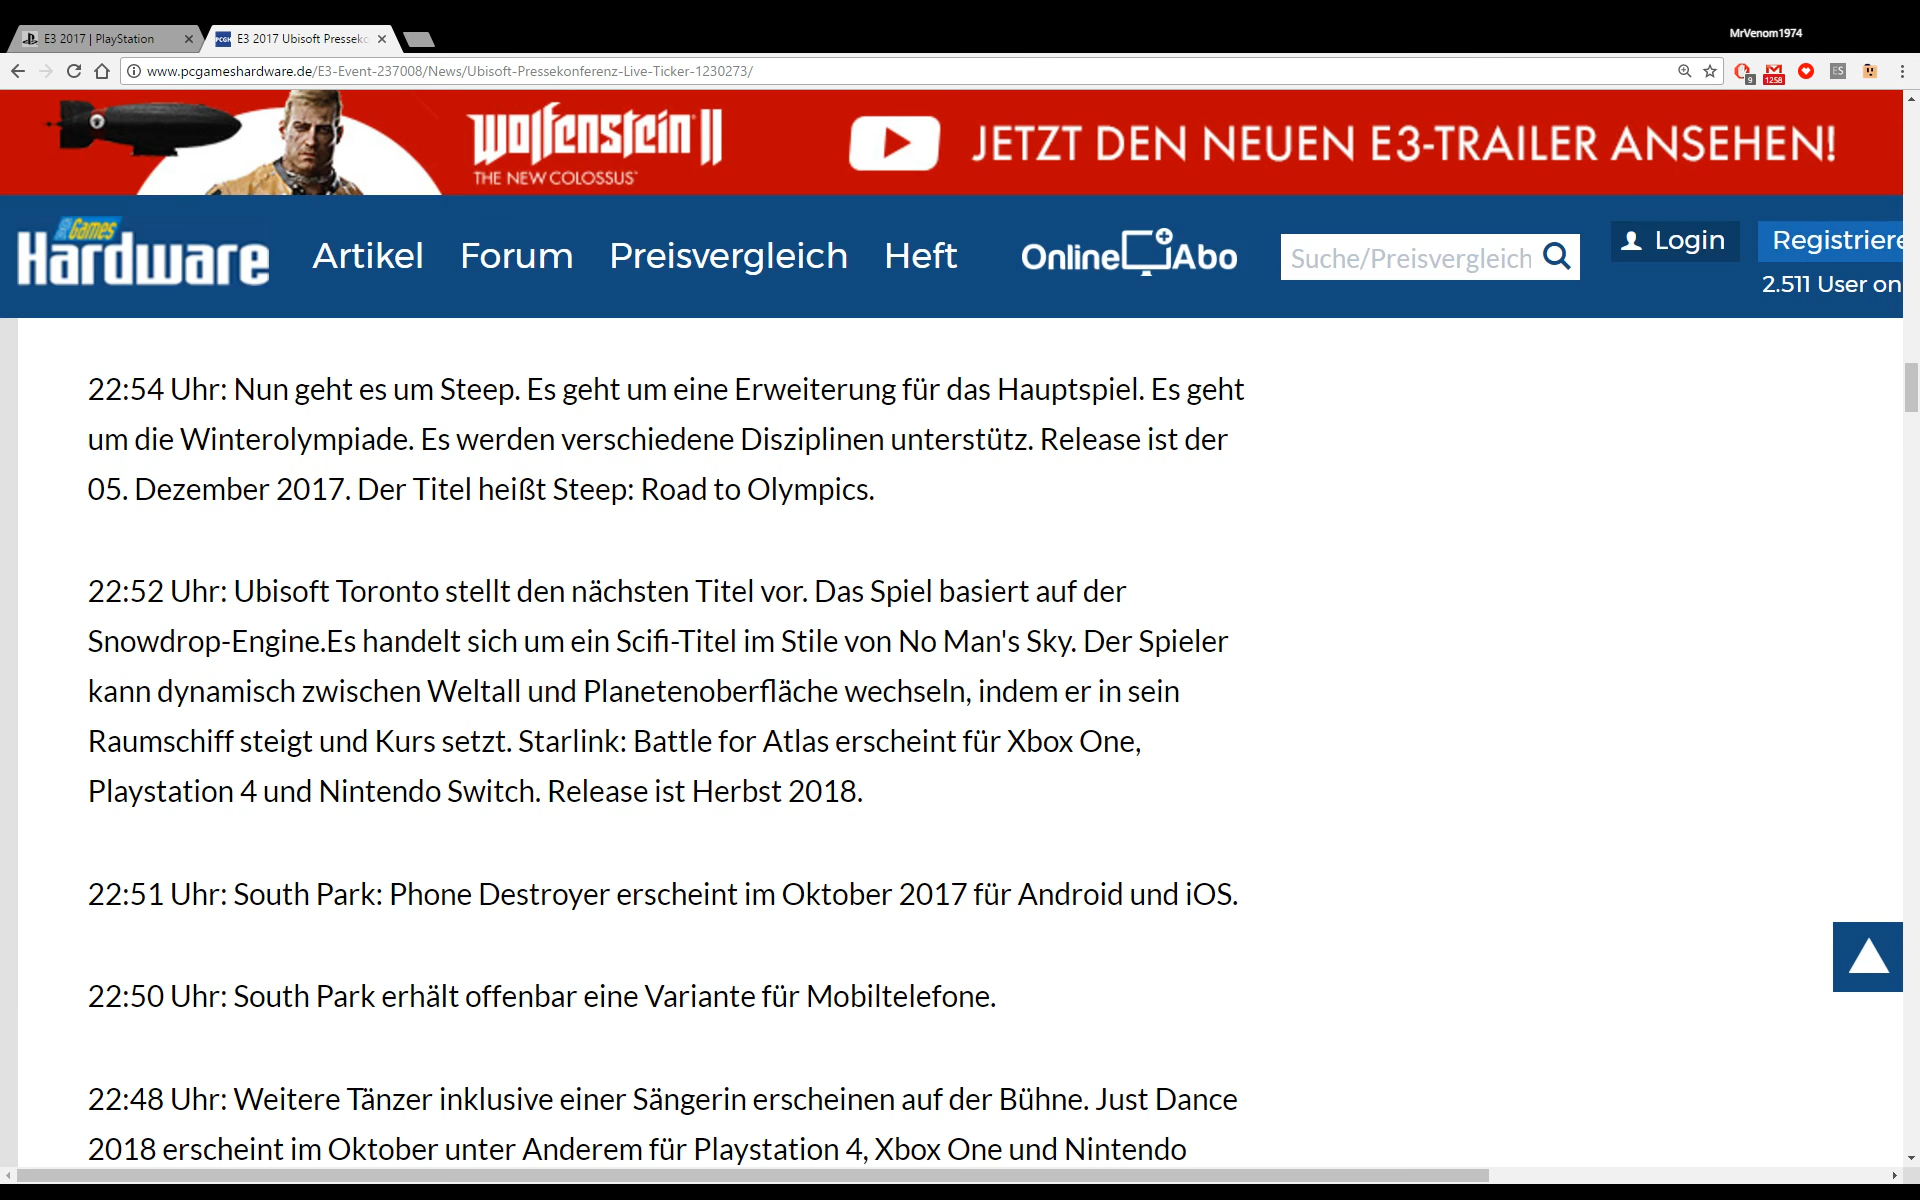 MrVenom1974
E3 2017 | PlayStation
PCGH E3 2017 Ubisoft Presseko
www.pcgameshardware.de/E3-Event-237008/News/Ubisoft-Pressekonferenz-Live-Ticker-1230273/
9
1258
ES
Wolfenstein II
THE NEW COLOSSUS
JETZT DEN NEUEN E3-TRAILER ANSEHEN!
PC Games
Hardware
Artikel Forum Preisvergleich Heft
Online Abo
Suche/Preisvergleich
Login
Registriere
2.511 User on
22:54 Uhr: Nun geht es um Steep. Es geht um eine Erweiterung für das Hauptspiel. Es geht
um die Winterolympiade. Es werden verschiedene Disziplinen unterstütz. Release ist der
05. Dezember 2017. Der Titel heißt Steep: Road to Olympics.
22:52 Uhr: Ubisoft Toronto stellt den nächsten Titel vor. Das Spiel basiert auf der
Snowdrop-Engine.Es handelt sich um ein Scifi-Titel im Stile von No Man's Sky. Der Spieler
kann dynamisch zwischen Weltall und Planetenoberfläche wechseln, indem er in sein
Raumschiff steigt und Kurs setzt. Starlink: Battle for Atlas erscheint für Xbox One,
Playstation 4 und Nintendo Switch. Release ist Herbst 2018.
22:51 Uhr: South Park: Phone Destroyer erscheint im Oktober 2017 für Android und iOS.
22:50 Uhr: South Park erhält offenbar eine Variante für Mobiltelefone.
22:48 Uhr: Weitere Tänzer inklusive einer Sängerin erscheinen auf der Bühne. Just Dance
2018 erscheint im Oktober unter Anderem für Playstation 4, Xbox One und Nintendo